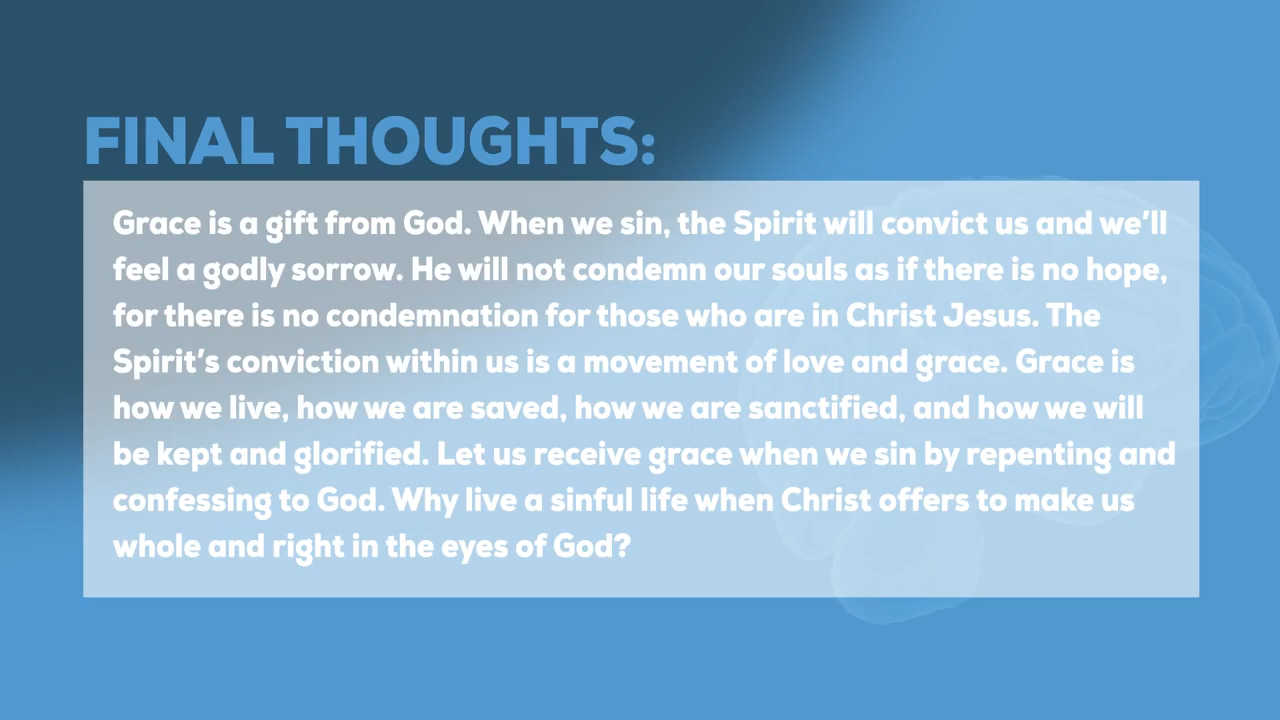 FINAL THOUGHTS:
Grace is a gift from God. When we sin, the Spirit will convict us and we’ll
feel a godly sorrow. He will not condemn our souls as if there is no hope,
for there is no condemnation for those who are in Christ Jesus. The
Spirit’s conviction within us is a movement of love and grace. Grace is
how we live, how we are saved, how we are sanctified, and how we will
be kept and glorified. Let us receive grace when we sin by repenting and
confessing to God. Why live a sinful life when Christ offers to make us
whole and right in the eyes of God?